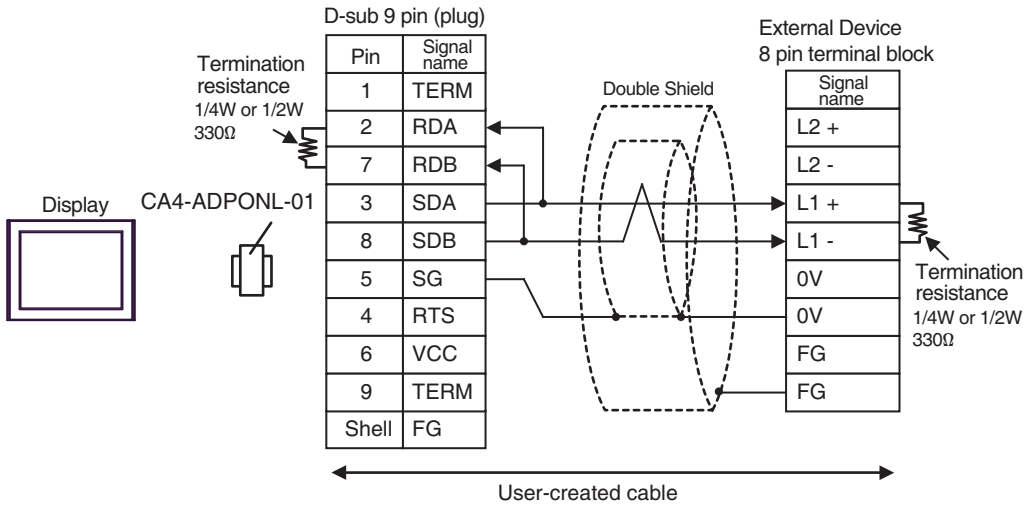 D-sub 9 pin (plug)
External Device
8 pin terminal block
Termination
resistance
1/4W or 1/2W
330Ω
Pin
Signal
name
1 TERM
2 RDA
7 RDB
3 SDA
8 SDB
5 SG
4 RTS
6 VCC
9 TERM
Shell FG
Double Shield
Signal
name
L2 +
L2 -
L1 +
L1 -
0V
0V
FG
FG
Display
CA4-ADPONL-01
Termination
resistance
1/4W or 1/2W
330Ω
User-created cable